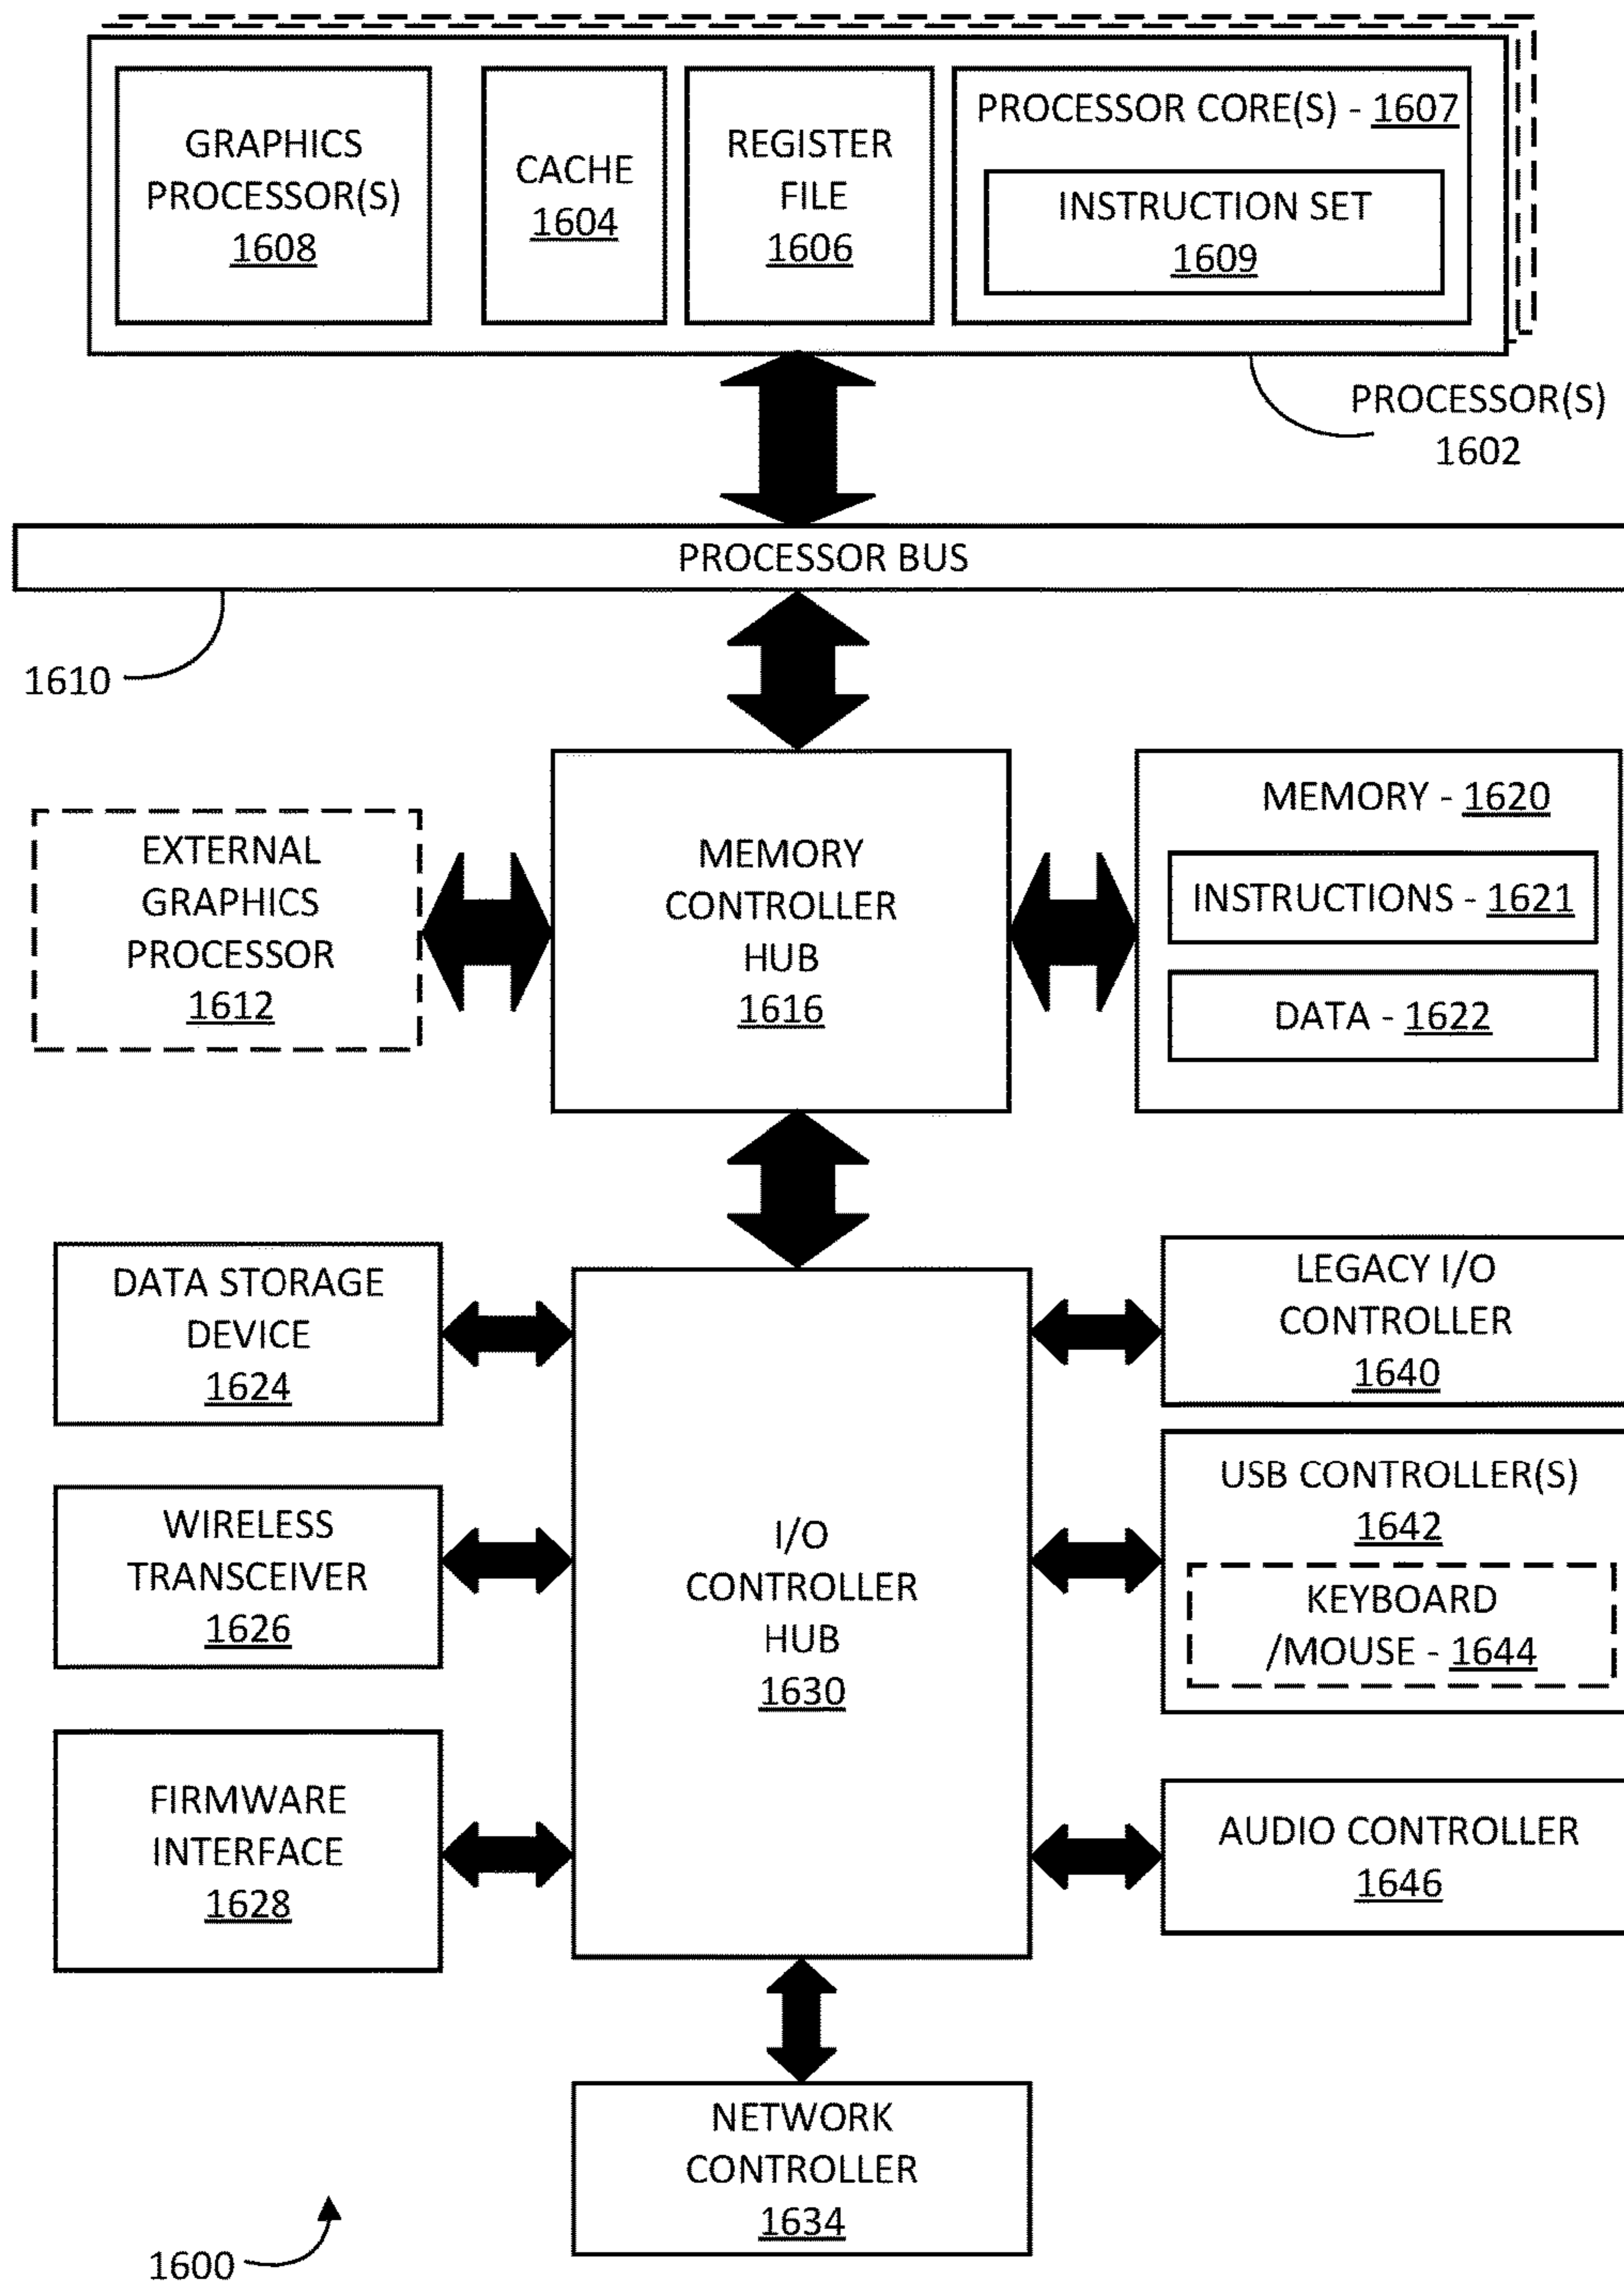 GRAPHICS
PROCESSOR(S)
1608
CACHE
1604
REGISTER
FILE
1606
PROCESSOR CORE(S) - 1607
INSTRUCTION SET
1609
PROCESSOR(S)
1602
PROCESSOR BUS
1610
EXTERNAL
GRAPHICS
PROCESSOR
1612
MEMORY
CONTROLLER
HUB
1616
MEMORY - 1620
INSTRUCTIONS - 1621
DATA - 1622
DATA STORAGE
DEVICE
1624
WIRELESS
TRANSCEIVER
1626
FIRMWARE
INTERFACE
1628
I/O
CONTROLLER
HUB
1630
LEGACY I/O
CONTROLLER
1640
USB CONTROLLER(S)
1642
KEYBOARD
/MOUSE - 1644
AUDIO CONTROLLER
1646
NETWORK
CONTROLLER
1634
1600